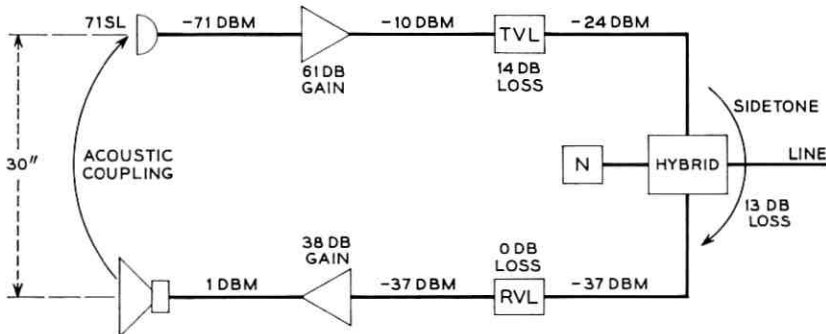 71SL
-71 DBM
-10 DBM
TVL
-24 DBM
61 DB
GAIN
14 DB
LOSS
SIDETONE
30"
ACOUSTIC
COUPLING
N
HYBRID
LINE
13 DB
LOSS
38 DB
GAIN
0 DB
LOSS
1 DBM
-37 DBM
RVL
-37 DBM